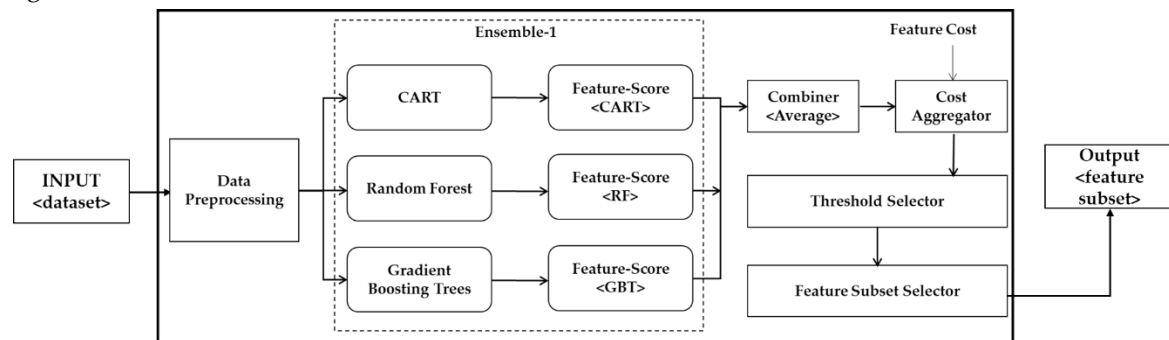 Ensemble-1
Feature Cost
CART
Feature-Score
<CART>
Combiner
<Average>
Cost
Aggregator
INPUT
<dataset>
Data
Preprocessing
Random Forest
Feature-Score
<RF>
Threshold Selector
Output
<feature
subset>
Gradient
Boosting Trees
Feature-Score
<GBT>
Feature Subset Selector